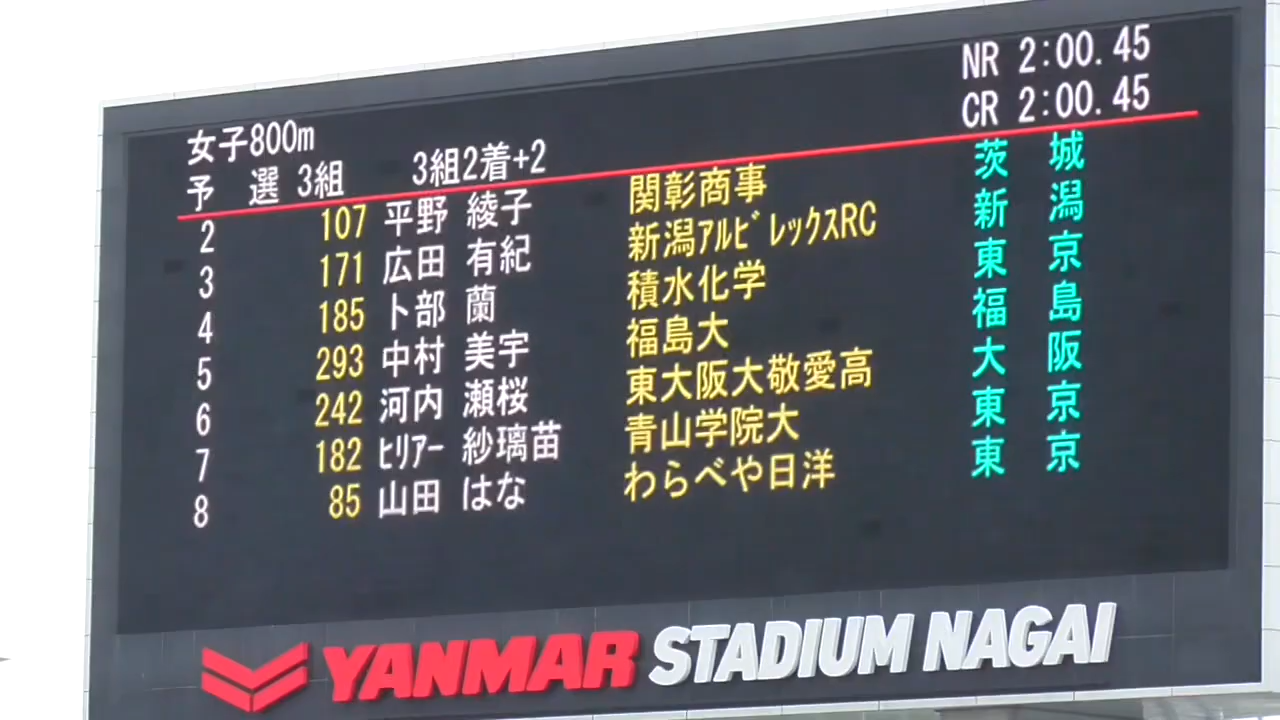 女子800m NR 2:00.45
予 選 3組 3組2着+2 CR 2:00.45
2 107 平野 綾子 関彰商事 茨 城
3 171 広田 有紀 新潟ｱﾙﾋﾞﾚｯｸｽRC 新 潟
4 185 卜部 蘭 積水化学 東 京
5 293 中村 美宇 福島大 福 島
6 242 河内 瀬桜 東大阪大敬愛高 大 阪
7 182 ﾋﾘｱｰ 紗璃苗 青山学院大 東 京
8 85 山田 はな わらべや日洋 東 京
YANMAR STADIUM NAGAI